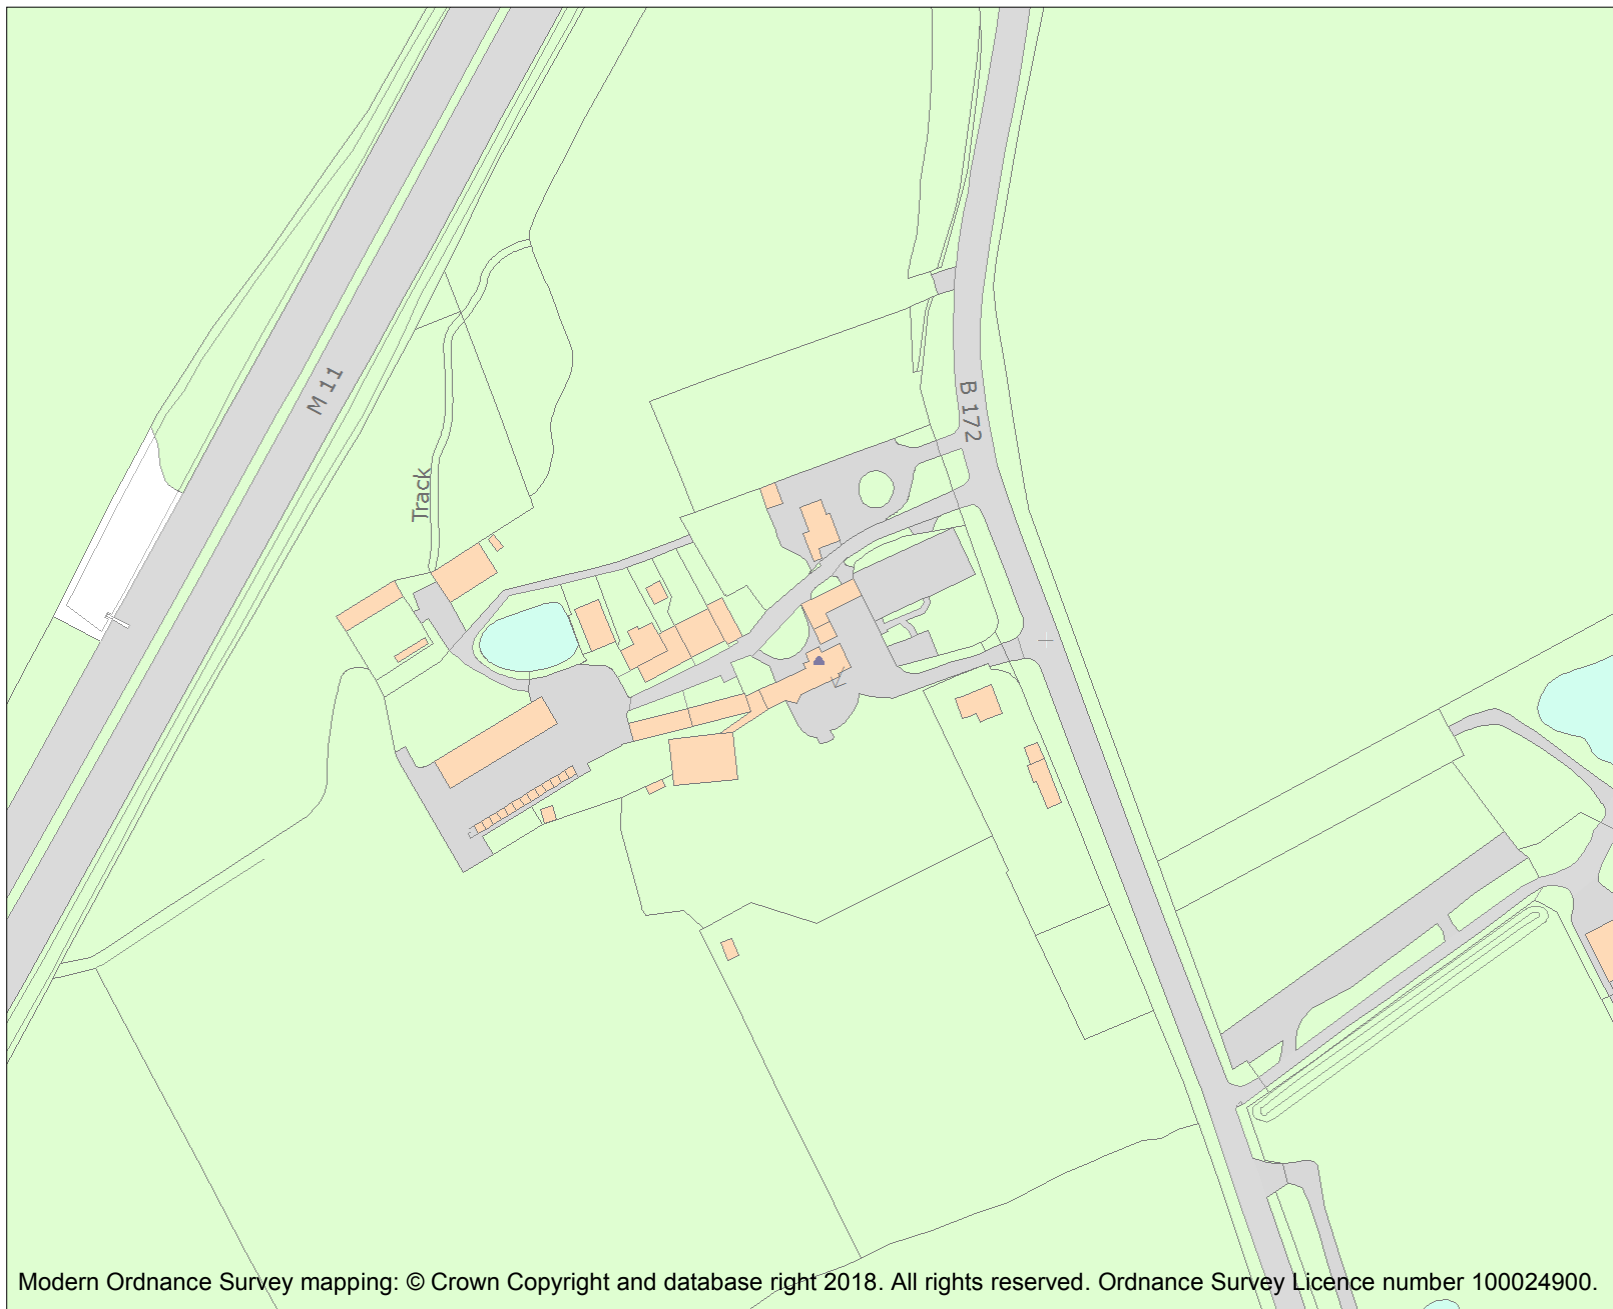 M 11
B 172
Track
Modern Ordnance Survey mapping: © Crown Copyright and database right 2018. All rights reserved. Ordnance Survey Licence number 100024900.